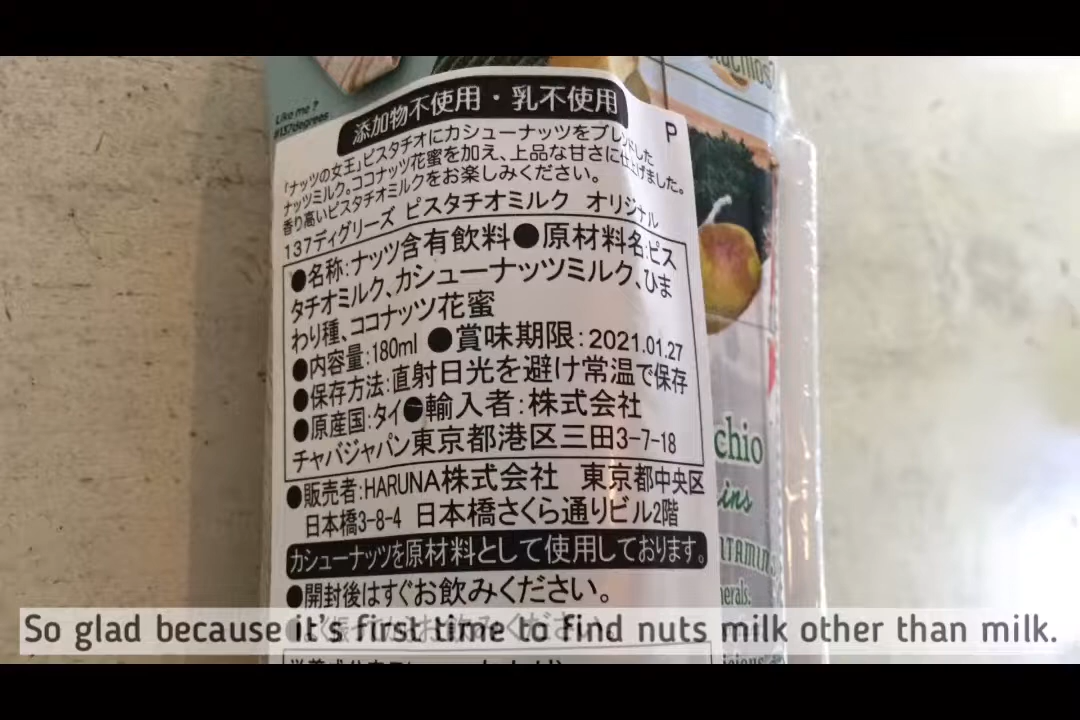 Like me?
#137degrees
添加物不使用・乳不使用
P
「ナッツの女王」ピスタチオにカシューナッツをブレンドした
ナッツミルク。ココナッツ花蜜を加え、上品な甘さに仕上げました。
香り高いピスタチオミルクをお楽しみください。
137ディグリーズ ピスタチオミルク オリジナル
●名称:ナッツ含有飲料●原材料名:ピス
タチオミルク、カシューナッツミルク、ひま
わり種、ココナッツ花蜜
●内容量:180ml ●賞味期限:2021.01.27
●保存方法:直射日光を避け常温で保存
●原産国:タイ●輸入者:株式会社
チャバジャパン東京都港区三田3-7-18
●販売者:HARUNA株式会社 東京都中央区
日本橋3-8-4 日本橋さくら通りビル2階
カシューナッツを原材料として使用しております。
●開封後はすぐお飲みください。
So glad because it's first time to find nuts milk other than milk.